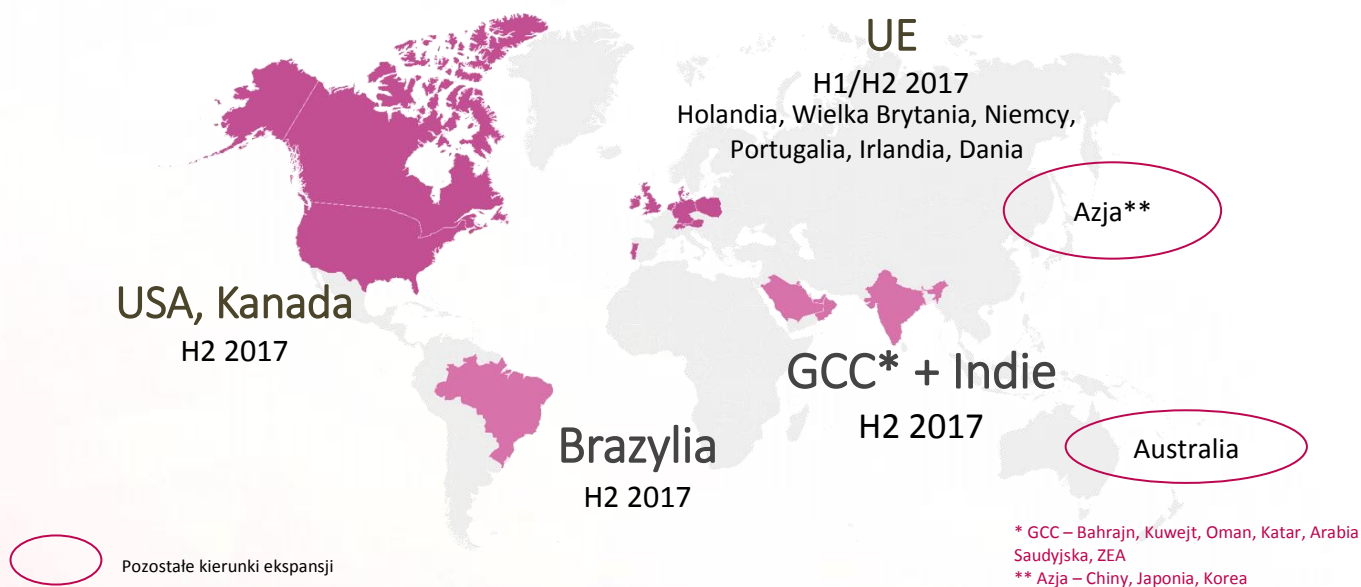 UE
H1/H2 2017
Holandia, Wielka Brytania, Niemcy,
Portugalia, Irlandia, Dania
Azja**
USA, Kanada
H2 2017
GCC* + Indie
H2 2017
Brazylia
H2 2017
Australia
Pozostałe kierunki ekspansji
* GCC – Bahrajn, Kuwejt, Oman, Katar, Arabia
Saudyjska, ZEA
** Azja – Chiny, Japonia, Korea